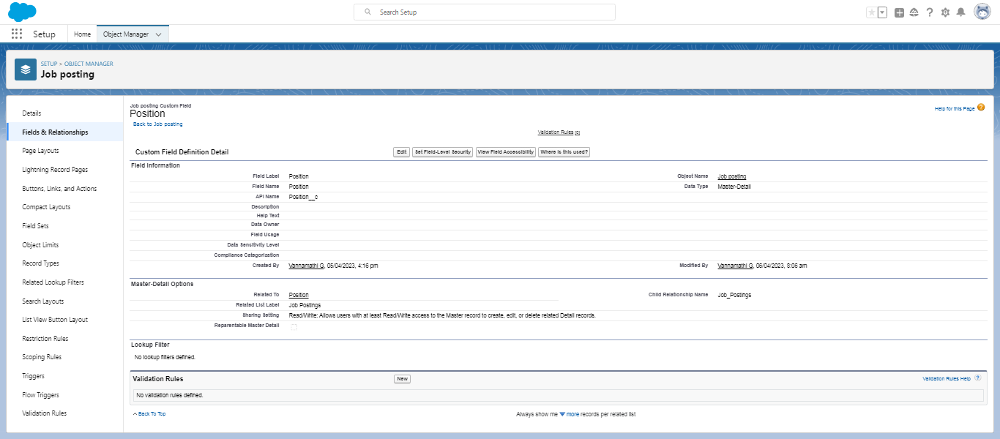 Search Setup
Setup
Home
Object Manager
SETUP > OBJECT MANAGER
Job posting
Details
Fields & Relationships
Page Layouts
Lightning Record Pages
Buttons, Links, and Actions
Compact Layouts
Field Sets
Object Limits
Record Types
Related Lookup Filters
Search Layouts
List View Button Layout
Restriction Rules
Scoping Rules
Triggers
Flow Triggers
Validation Rules
Job posting Custom Field
Position
Back to Job posting
Help for this Page
Validation Rules [0]
Custom Field Definition Detail
Edit
Set Field-Level Security
View Field Accessibility
Where is this used?
Field Information
Field Label Position
Object Name Job posting
Field Name Position
Data Type Master-Detail
API Name Position__c
Description
Help Text
Data Owner
Field Usage
Data Sensitivity Level
Compliance Categorization
Created By Vannamathi G, 05/04/2023, 4:16 pm
Modified By Vannamathi G, 06/04/2023, 8:06 am
Master-Detail Options
Related To Position
Child Relationship Name Job_Postings
Related List Label Job Postings
Sharing Setting Read/Write: Allows users with at least Read/Write access to the Master record to create, edit, or delete related Detail records.
Reparentable Master Detail
Lookup Filter
No lookup filters defined.
Validation Rules
New
Validation Rules Help ?
No validation rules defined.
Back To Top
Always show me more records per related list